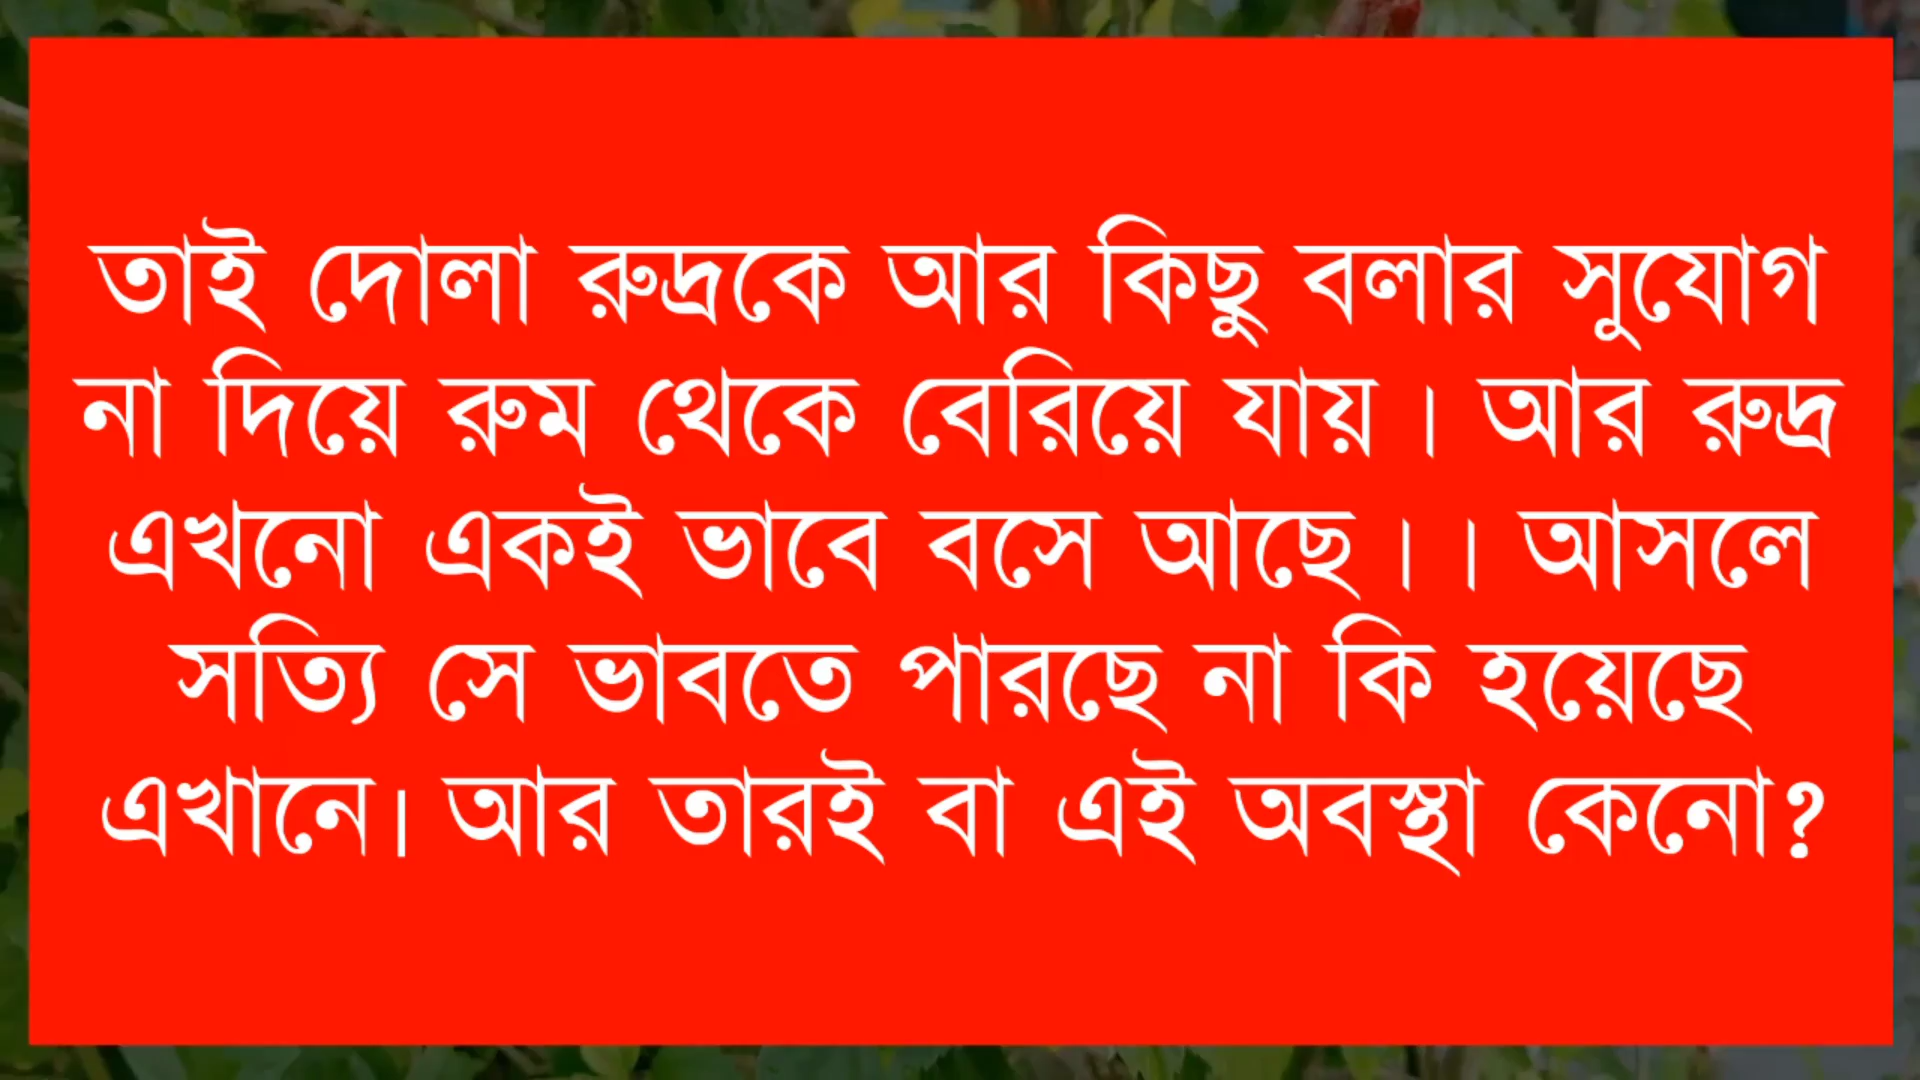 তাই দোলা রুদ্রকে আর কিছু বলার সুযোগ
না দিয়ে রুম থেকে বেরিয়ে যায় । আর রুদ্র
এখনো একই ভাবে বসে আছে । । আসলে
সত্যি সে ভাবতে পারছে না কি হয়েছে
এখানে। আর তারই বা এই অবস্থা কেনো?